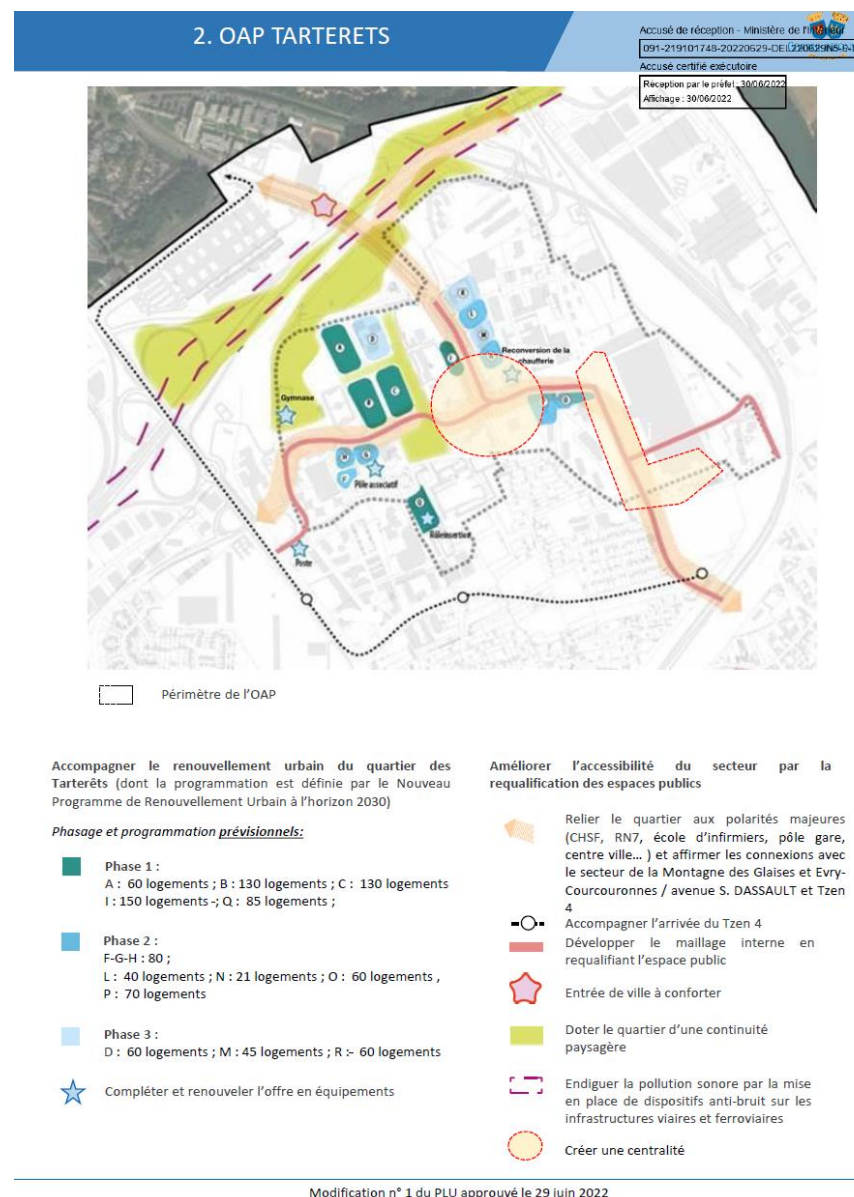 2. OAP TARTERETS
Accusé de réception - Ministère de l'Intérieur
Accusé certifié exécutoire
Réception par le préfet : 30/06/2022
Affichage : 30/06/2022
R
L
A
D
M
Reconversion de la
chaufferie
I
C
Gymnase
B
H
G
F
Pôle associatif
Q
Poste
Périmètre de l'OAP
Accompagner le renouvellement urbain du quartier des
Tarterêts (dont la programmation est définie par le Nouveau
Programme de Renouvellement Urbain à l'horizon 2030)
Phasage et programmation prévisionnels:
Phase 1 :
A : 60 logements ; B : 130 logements ; C : 130 logements
I : 150 logements -; Q : 85 logements ;
Phase 2 :
F-G-H : 80 ;
L : 40 logements ; N : 21 logements ; O : 60 logements ,
P : 70 logements
Phase 3 :
D : 60 logements ; M : 45 logements ; R :- 60 logements
Compléter et renouveler l'offre en équipements
Améliorer l'accessibilité du secteur par la
requalification des espaces publics
Relier le quartier aux polarités majeures
(CHSF, RN7, école d'infirmiers, pôle gare,
centre ville... ) et affirmer les connexions avec
le secteur de la Montagne des Glaises et Evry-
Courcouronnes / avenue S. DASSAULT et Tzen
4
Accompagner l'arrivée du Tzen 4
Développer le maillage interne en
requalifiant l'espace public
Entrée de ville à conforter
Doter le quartier d'une continuité
paysagère
Endiguer la pollution sonore par la mise
en place de dispositifs anti-bruit sur les
infrastructures viaires et ferroviaires
Créer une centralité
Modification n° 1 du PLU approuvé le 29 juin 2022